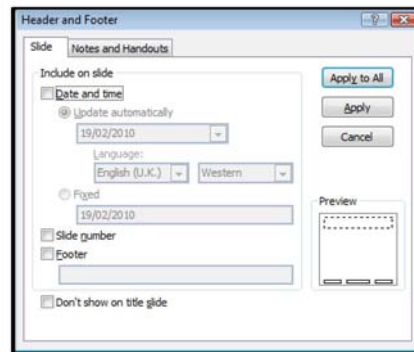 Header and Footer
Slide
Notes and Handouts
Include on slide
Date and time
Update automatically
19/02/2010
Language:
English (U.K.)
Western
Fixed
19/02/2010
Slide number
Footer
Don't show on title slide
Apply to All
Apply
Cancel
Preview